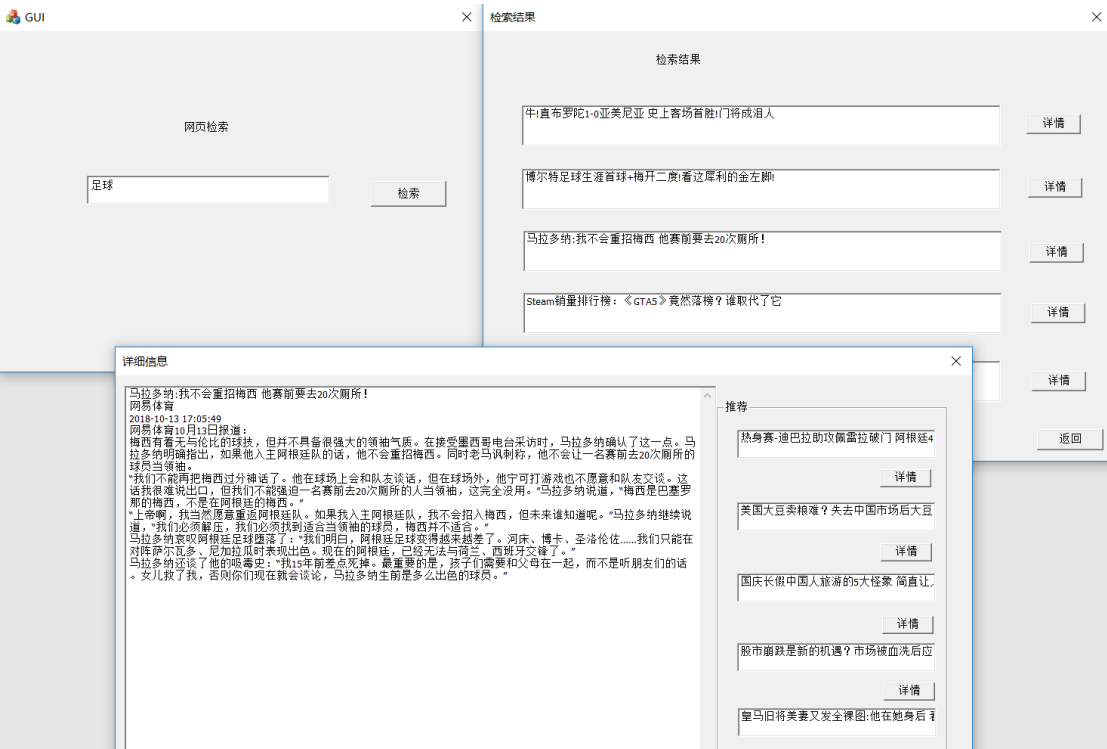 GUI
网页检索
足球
检索
检索结果
检索结果
牛!直布罗陀1-0亚美尼亚 史上客场首胜!门将成泪人
详情
博尔特足球生涯首球+梅开二度!看这犀利的金左脚!
详情
马拉多纳:我不会重招梅西 他赛前要去20次厕所!
详情
Steam销量排行榜:《GTA5》竟然落榜?谁取代了它
详情
详情
返回
详细信息
马拉多纳:我不会重招梅西 他赛前要去20次厕所!
网易体育
2018-10-13 17:05:49
网易体育10月13日报道:
梅西有着无与伦比的球技,但并不具备很强大的领袖气质。在接受墨西哥电台采访时,马拉多纳确认了这一点。马
拉多纳明确指出,如果他入主阿根廷队的话,他不会重招梅西。同时老马讽刺称,他不会让一名赛前去20次厕所的
球员当领袖。
“我们不能再把梅西过分神话了。他在球场上会和队友谈话,但在球场外,他宁可打游戏也不愿意和队友交谈。这
话我很难说出口,但我们不能强迫一名赛前去20次厕所的人当领袖,这完全没用。”马拉多纳说道,“梅西是巴塞罗
那的梅西,不是在阿根廷的梅西。”
“上帝啊,我当然愿意重返阿根廷队。如果我入主阿根廷队,我不会招入梅西,但未来谁知道呢。”马拉多纳继续说
道,“我们必须解压,我们必须找到适合当领袖的球员,梅西并不适合。”
马拉多纳哀叹阿根廷足球堕落了:“我们明白,阿根廷足球变得越来越差了。河床、博卡、圣洛伦佐……我们只能在
对阵萨尔瓦多、尼加拉瓜时表现出色。现在的阿根廷,已经无法与荷兰、西班牙交锋了。”
马拉多纳还谈了他的吸毒史:“我15年前差点死掉。最重要的是,孩子们需要和父母在一起,而不是听朋友们的话
。女儿救了我,否则你们现在就会谈论,马拉多纳生前是多么出色的球员。”
推荐
热身赛-迪巴拉助攻佩雷拉破门 阿根廷4
详情
美国大豆卖粮难?失去中国市场后大豆
详情
国庆长假中国人旅游的5大怪象 简直让
详情
股市崩跌是新的机遇?市场被血洗后应
详情
皇马旧将美妻又发全裸图:他在她身后